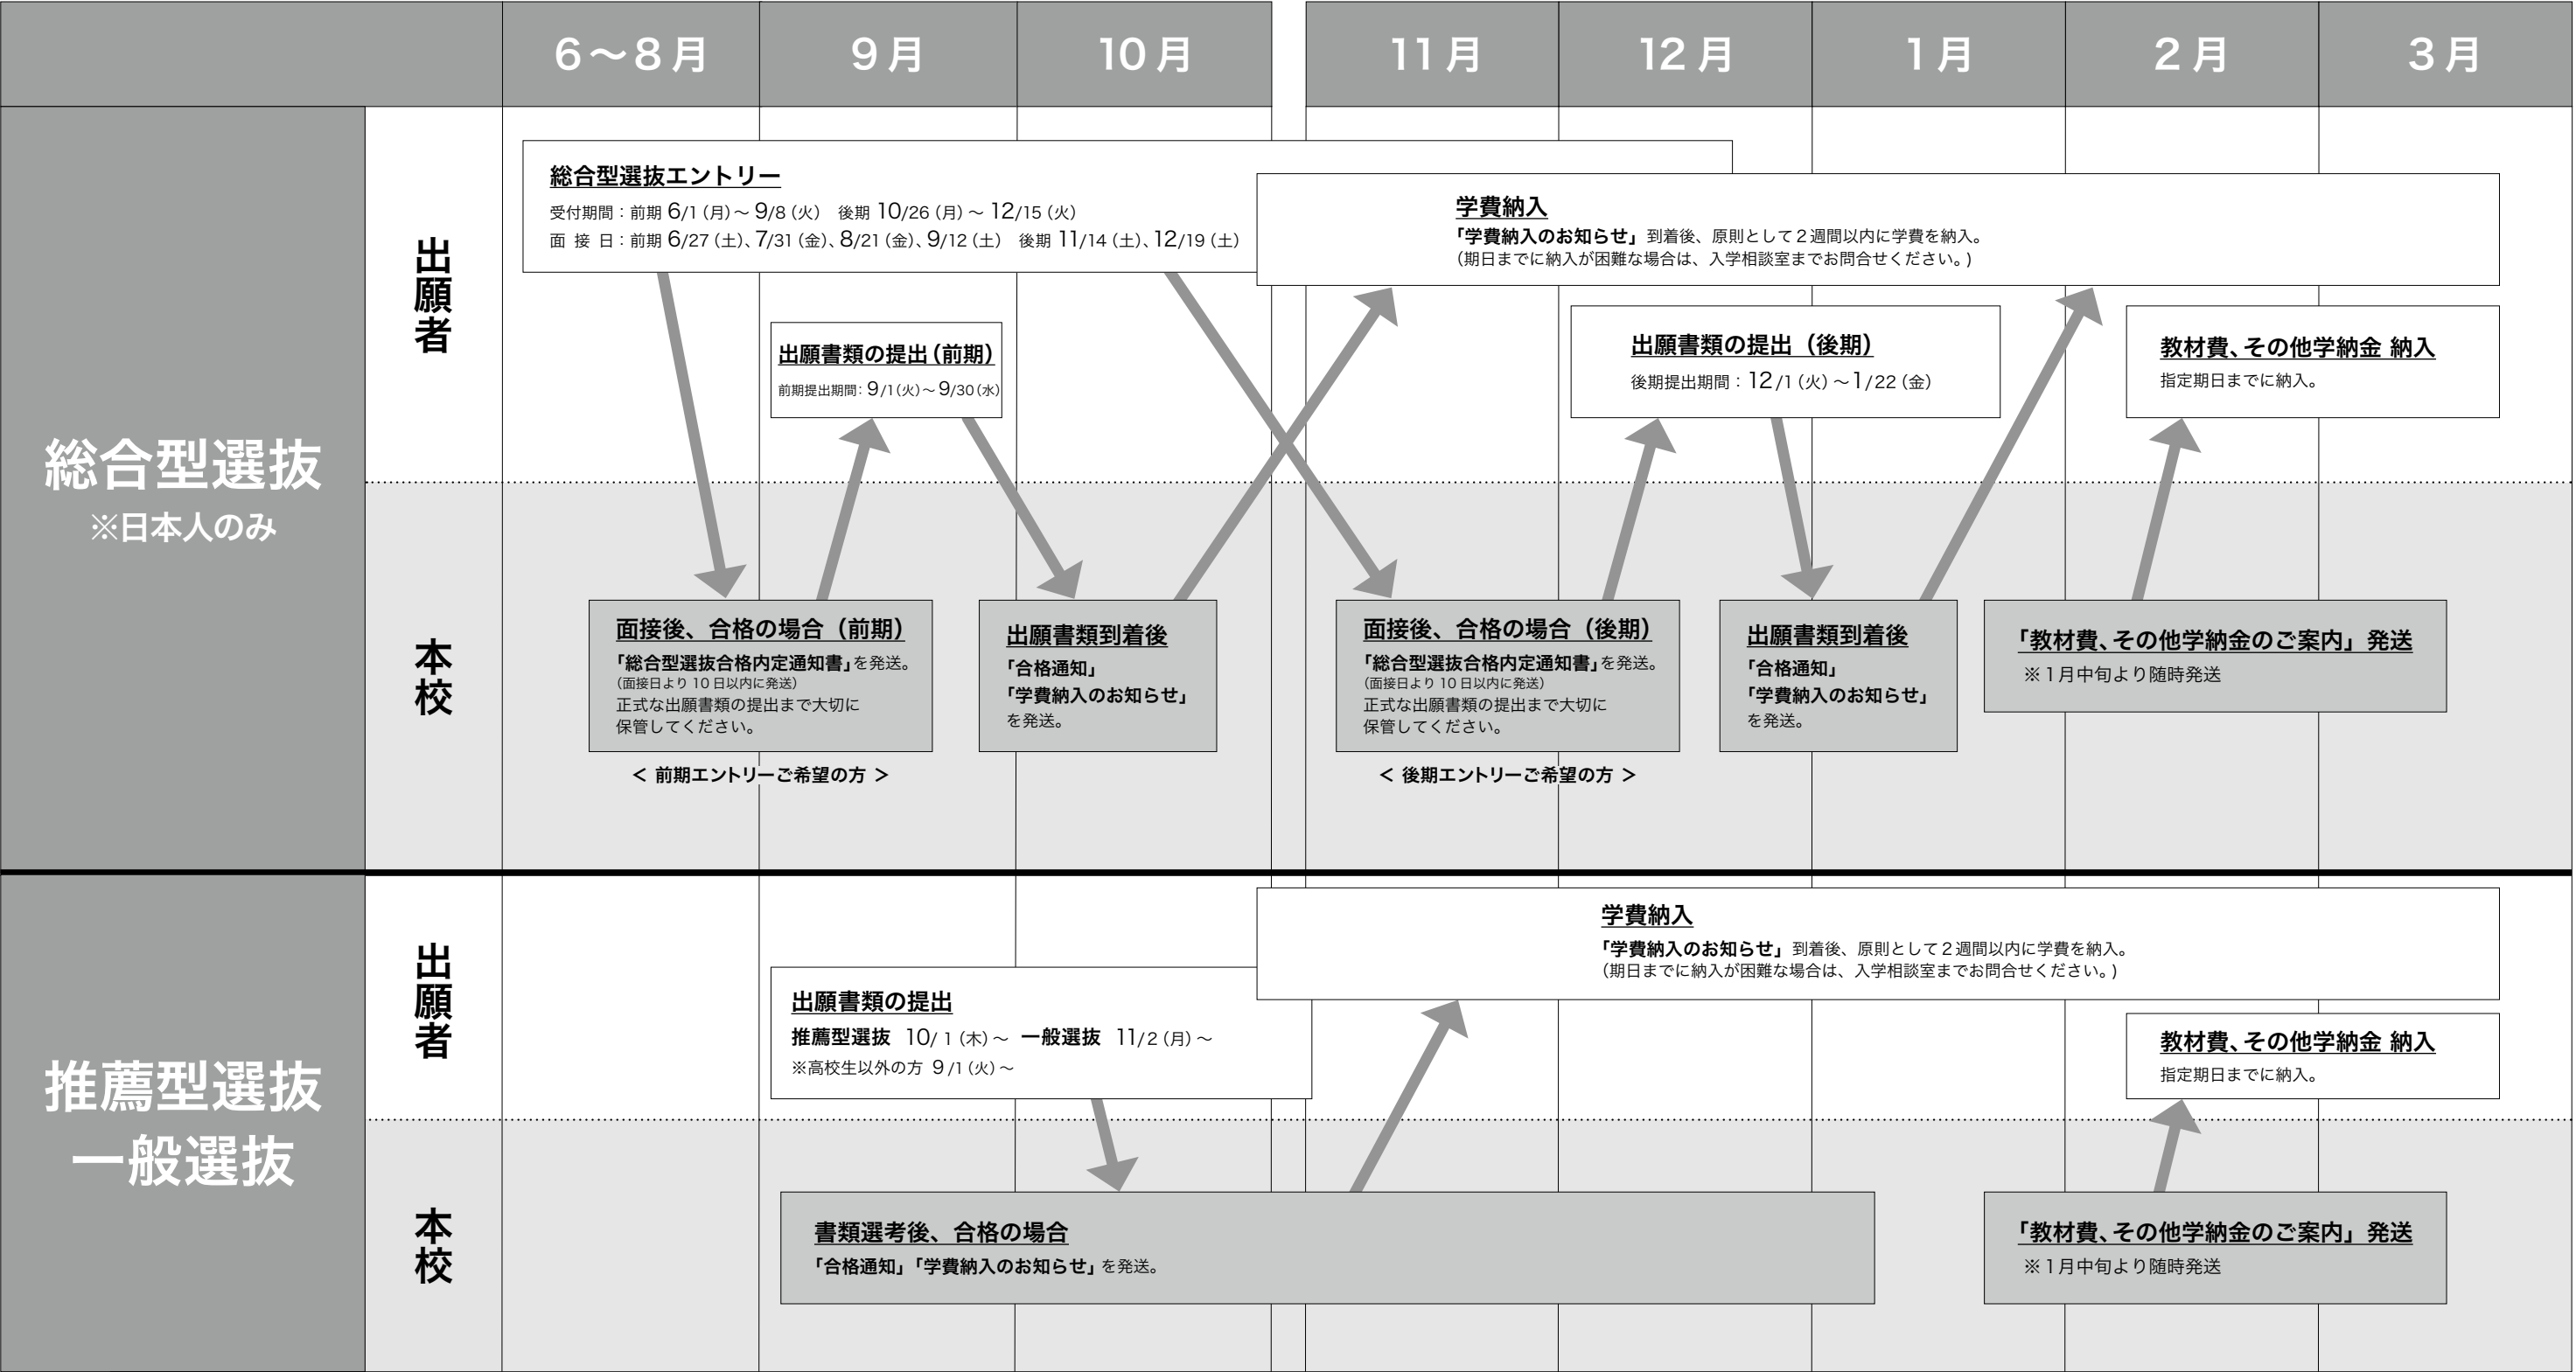 6〜8月
9月
10月
11月
12月
1月
2月
3月
総合型選抜
※日本人のみ
出願者
総合型選抜エントリー
受付期間：前期 6/1（月）〜 9/8（火） 後期 10/26（月）〜 12/15（火）
面 接 日：前期 6/27（土）、7/31（金）、8/21（金）、9/12（土） 後期 11/14（土）、12/19（土）
学費納入
「学費納入のお知らせ」到着後、原則として２週間以内に学費を納入。
（期日までに納入が困難な場合は、入学相談室までお問合せください。）
出願書類の提出（前期）
前期提出期間：9/1（火）〜 9/30（水）
出願書類の提出（後期）
後期提出期間：12/1（火）〜1/22（金）
教材費、その他学納金 納入
指定期日までに納入。
本校
面接後、合格の場合（前期）
「総合型選抜合格内定通知書」を発送。
（面接日より 10 日以内に発送）
正式な出願書類の提出まで大切に
保管してください。
＜ 前期エントリーご希望の方 ＞
出願書類到着後
「合格通知」
「学費納入のお知らせ」
を発送。
面接後、合格の場合（後期）
「総合型選抜合格内定通知書」を発送。
（面接日より 10 日以内に発送）
正式な出願書類の提出まで大切に
保管してください。
＜ 後期エントリーご希望の方 ＞
出願書類到着後
「合格通知」
「学費納入のお知らせ」
を発送。
「教材費、その他学納金のご案内」発送
※１月中旬より随時発送
推薦型選抜
一般選抜
出願者
学費納入
「学費納入のお知らせ」到着後、原則として２週間以内に学費を納入。
（期日までに納入が困難な場合は、入学相談室までお問合せください。）
出願書類の提出
推薦型選抜 10/ 1（木）〜 一般選抜 11/ 2（月）〜
※高校生以外の方 9 /1（火）〜
教材費、その他学納金 納入
指定期日までに納入。
本校
書類選考後、合格の場合
「合格通知」「学費納入のお知らせ」を発送。
「教材費、その他学納金のご案内」発送
※１月中旬より随時発送